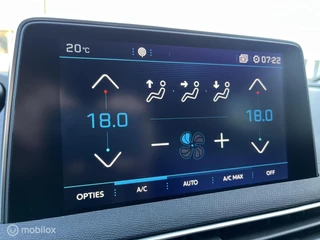 20°C 07:22
18.0 18.0
OPTIES A/C AUTO A/C MAX OFF
mobilox